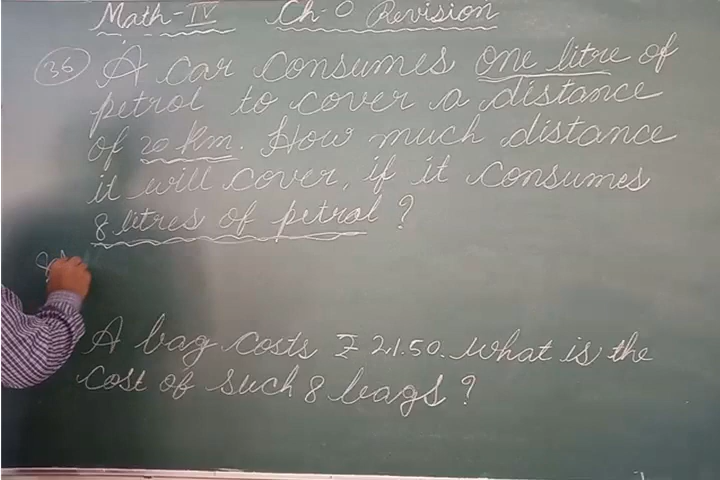 Math-IV Ch-0 Revision
36 A car consumes one litre of
petrol to cover a distance
of 20 km. How much distance
it will cover, if it consumes
8 litres of petrol ?
A bag costs ₹ 21.50. What is the
cost of such 8 bags ?